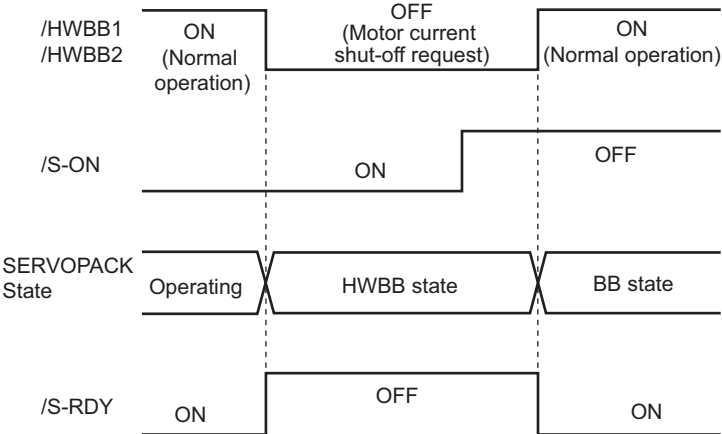 /HWBB1
/HWBB2
ON
(Normal
operation)
OFF
(Motor current
shut-off request)
ON
(Normal operation)
/S-ON
ON
OFF
SERVOPACK
State
Operating
HWBB state
BB state
/S-RDY
ON
OFF
ON